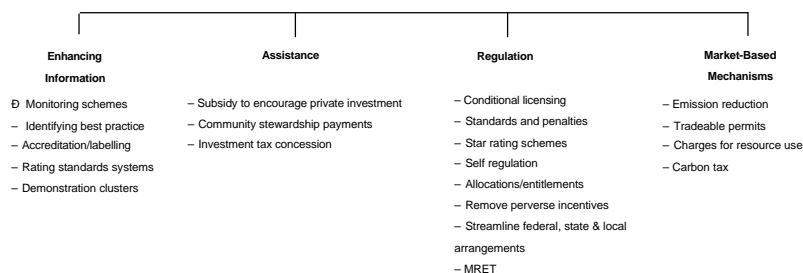 Enhancing
Information
Ð Monitoring schemes
– Identifying best practice
– Accreditation/labelling
– Rating standards systems
– Demonstration clusters
Assistance
– Subsidy to encourage private investment
– Community stewardship payments
– Investment tax concession
Regulation
– Conditional licensing
– Standards and penalties
– Star rating schemes
– Self regulation
– Allocations/entitlements
– Remove perverse incentives
– Streamline federal, state & local
arrangements
– MRET
Market-Based
Mechanisms
– Emission reduction
– Tradeable permits
– Charges for resource use
– Carbon tax